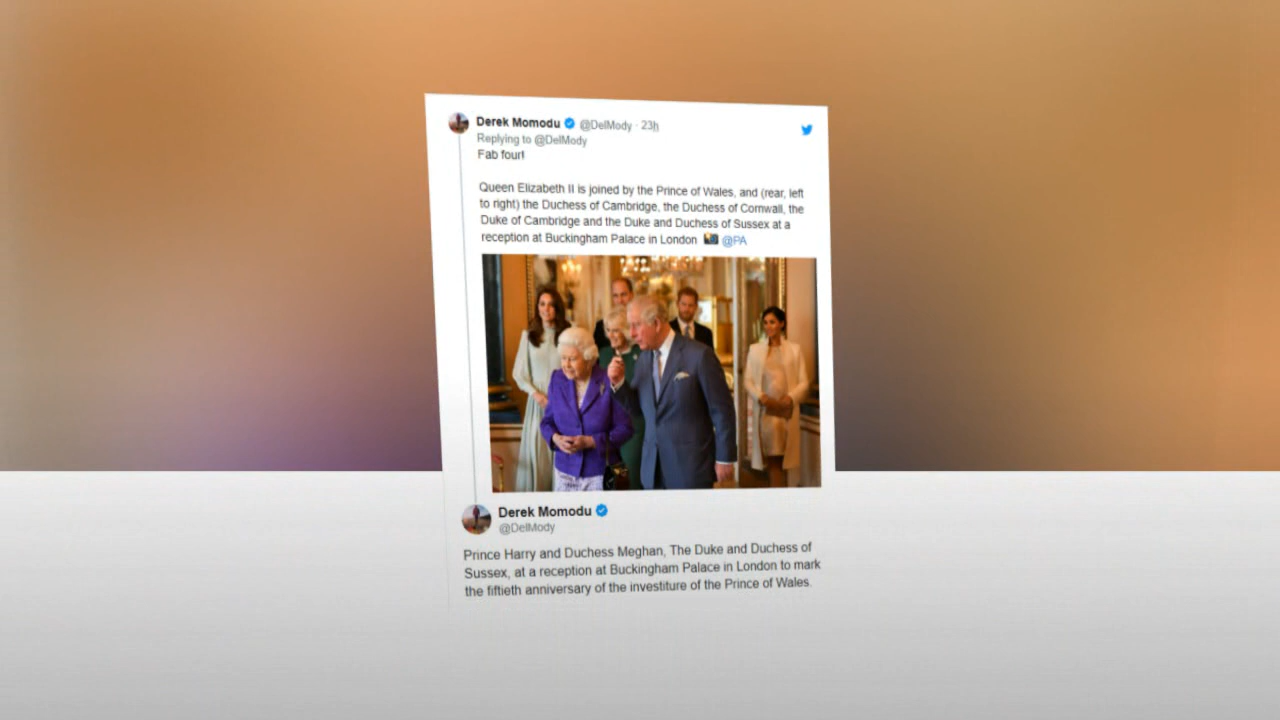 Derek Momodu @DelMody · 23h
Replying to @DelMody
Fab four!
Queen Elizabeth II is joined by the Prince of Wales, and (rear, left
to right) the Duchess of Cambridge, the Duchess of Cornwall, the
Duke of Cambridge and the Duke and Duchess of Sussex at a
reception at Buckingham Palace in London 📸 @PA
Derek Momodu
@DelMody
Prince Harry and Duchess Meghan, The Duke and Duchess of
Sussex, at a reception at Buckingham Palace in London to mark
the fiftieth anniversary of the investiture of the Prince of Wales.